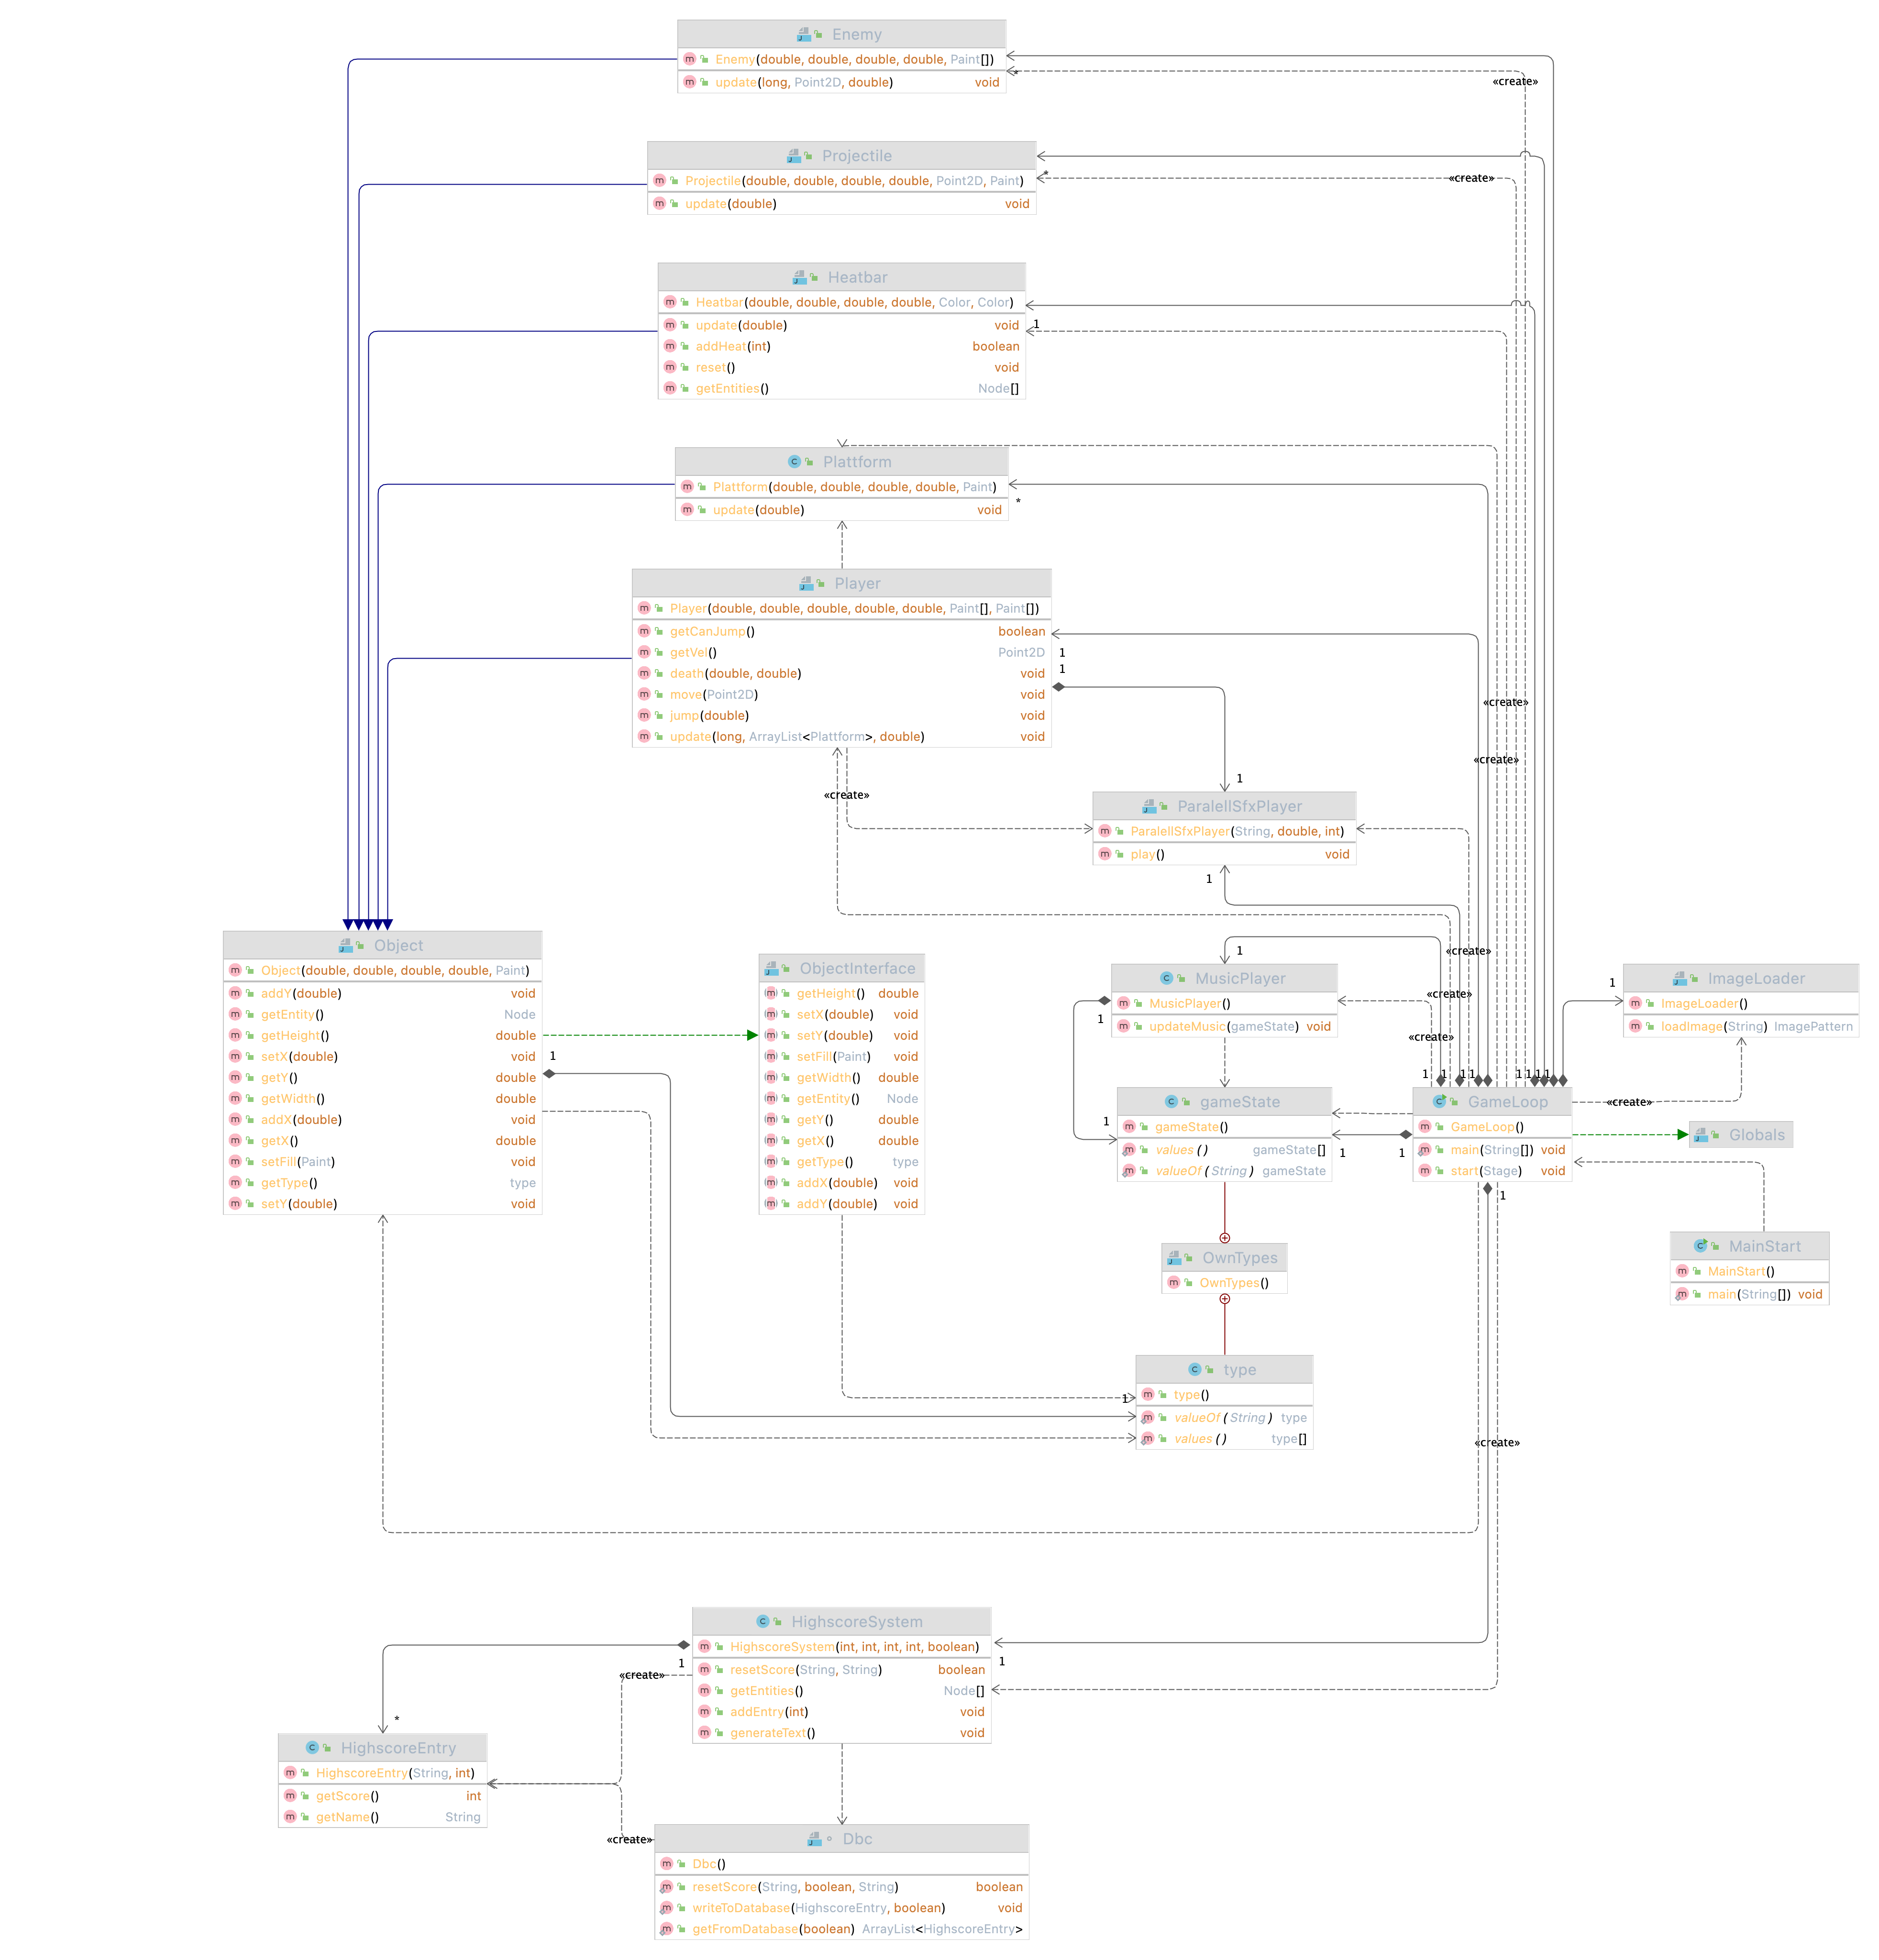 Enemy
Enemy(double, double, double, double, Paint[])
update(long, Point2D, double) void
*
«create»
Projectile
Projectile(double, double, double, double, Point2D, Paint)
update(double) void
*
«create»
Heatbar
Heatbar(double, double, double, double, Color, Color)
update(double) void
addHeat(int) boolean
reset() void
getEntities() Node[]
1
Plattform
Plattform(double, double, double, double, Paint)
update(double) void
*
Player
Player(double, double, double, double, double, Paint[], Paint[])
getCanJump() boolean
getVel() Point2D
death(double, double) void
move(Point2D) void
jump(double) void
update(long, ArrayList<Plattform>, double) void
1
1
«create»
«create»
«create»
1
ParalellSfxPlayer
ParalellSfxPlayer(String, double, int)
play() void
1
Object
Object(double, double, double, double, Paint)
addY(double) void
getEntity() Node
getHeight() double
setX(double) void
getY() double
getWidth() double
addX(double) void
getX() double
setFill(Paint) void
getType() type
setY(double) void
1
ObjectInterface
getHeight() double
setX(double) void
setY(double) void
setFill(Paint) void
getWidth() double
getEntity() Node
getY() double
getX() double
getType() type
addX(double) void
addY(double) void
1
«create»
MusicPlayer
MusicPlayer()
updateMusic(gameState) void
1
«create»
«create»
ImageLoader
ImageLoader()
loadImage(String) ImagePattern
1
1 1 1 1 1 1 1 1
gameState
gameState()
values() gameState[]
valueOf(String) gameState
1
1
1
GameLoop
GameLoop()
main(String[]) void
start(Stage) void
1
«create»
Globals
MainStart
MainStart()
main(String[]) void
OwnTypes
OwnTypes()
type
type()
valueOf(String) type
values() type[]
1
«create»
HighscoreSystem
HighscoreSystem(int, int, int, int, boolean)
resetScore(String, String) boolean
getEntities() Node[]
addEntry(int) void
generateText() void
1
1
«create»
*
HighscoreEntry
HighscoreEntry(String, int)
getScore() int
getName() String
«create»
Dbc
Dbc()
resetScore(String, boolean, String) boolean
writeToDatabase(HighscoreEntry, boolean) void
getFromDatabase(boolean) ArrayList<HighscoreEntry>